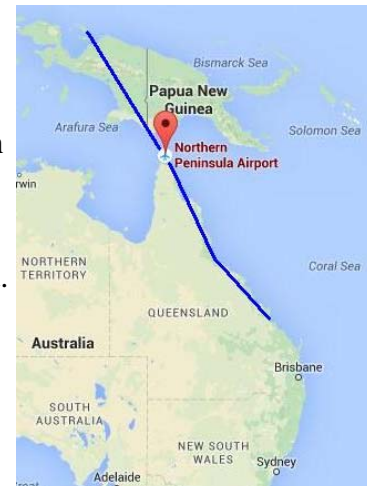 Bismarck Sea
Papua New
Guinea
Arafura Sea
Solomon Sea
n
Northern
Peninsula Airport
rwin
Coral Sea
NORTHERN
TERRITORY
.
QUEENSLAND
Australia
Brisbane
SOUTH
AUSTRALIA
NEW SOUTH
WALES
Sydney
Adelaide
Great